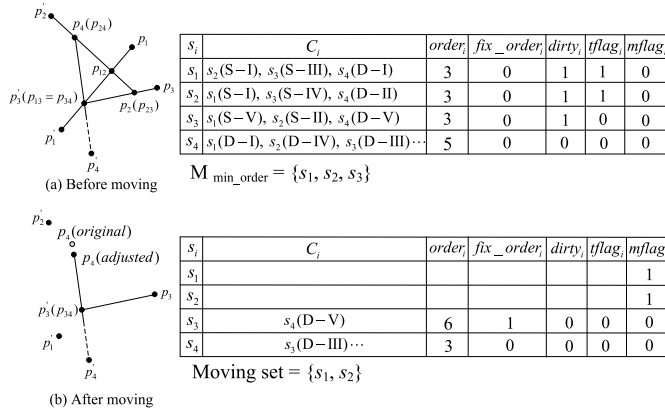 p'₂
p₄(p₂₄)
p₁
p₁₂
p₃
p'₃(p₁₃ = p₃₄)
p₂(p₂₃)
p'₁
p'₄
(a) Before moving
sᵢ Cᵢ orderᵢ fix_orderᵢ dirtyᵢ tflagᵢ mflagᵢ
s₁ s₂(S−I), s₃(S−III), s₄(D−I) 3 0 1 1 0
s₂ s₁(S−I), s₃(S−IV), s₄(D−II) 3 0 1 1 0
s₃ s₁(S−V), s₂(S−II), s₄(D−V) 3 0 1 0 0
s₄ s₁(D−I), s₂(D−IV), s₃(D−III)⋯ 5 0 0 0 0
M min_order = {s₁, s₂, s₃}
p'₂
p₄(original)
p₄(adjusted)
p₃
p'₃(p₃₄)
p'₁
p'₄
(b) After moving
sᵢ Cᵢ orderᵢ fix_orderᵢ dirtyᵢ tflagᵢ mflagᵢ
s₁ 1
s₂ 1
s₃ s₄(D−V) 6 1 0 0 0
s₄ s₃(D−III)⋯ 3 0 0 0 0
Moving set = {s₁, s₂}